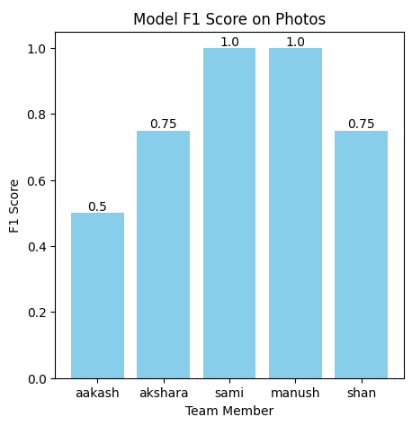 Model F1 Score on Photos
1.0 1.0
0.75 0.75
0.5
1.0
0.8
0.6
0.4
0.2
0.0
F1 Score
aakash akshara sami manush shan
Team Member